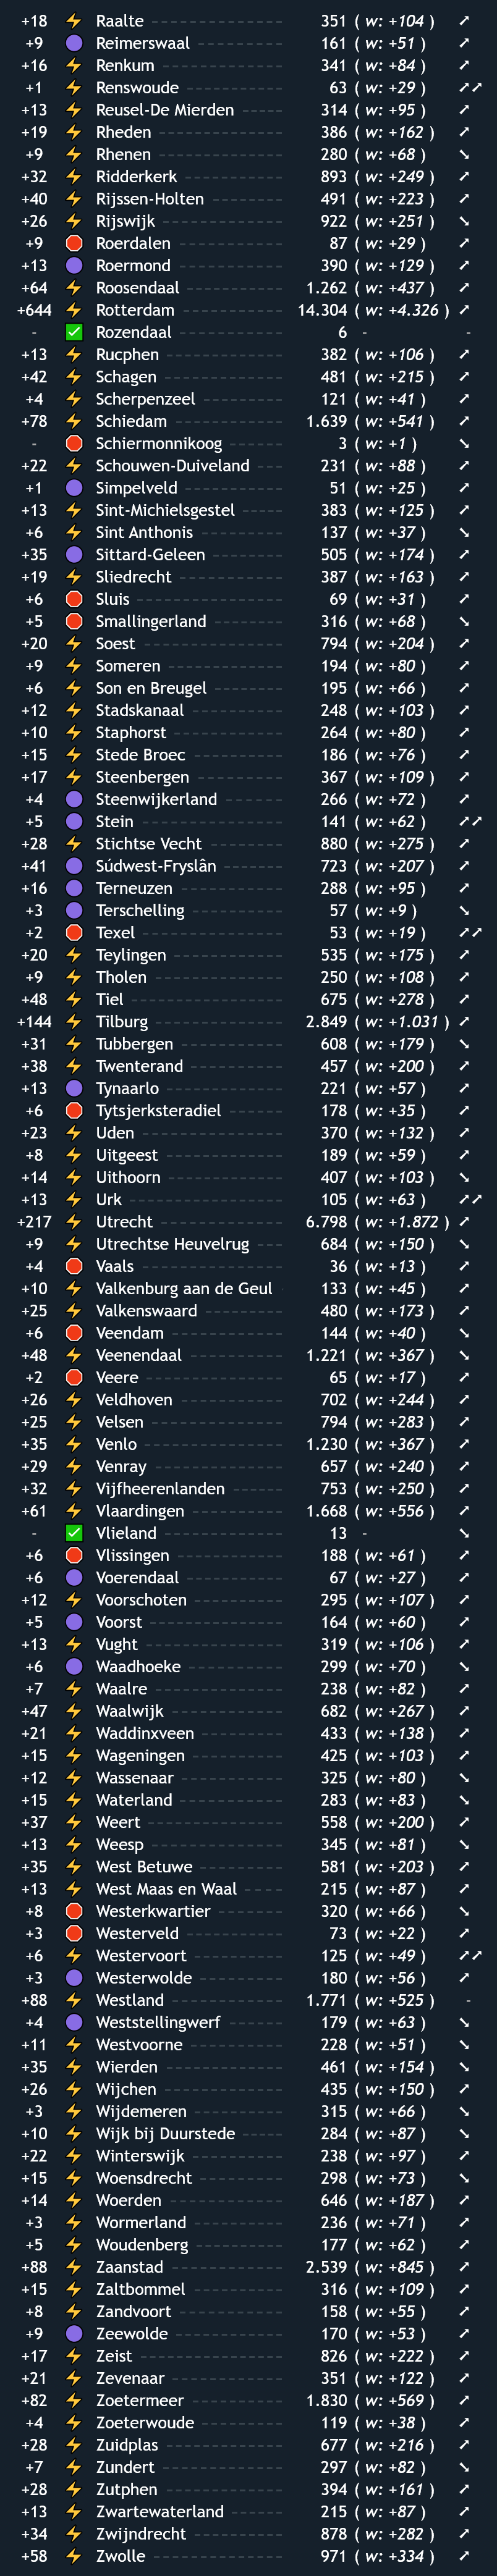 +18 ⚡ Raalte 351 ( w: +104 ) ➚
+9 🟣 Reimerswaal 161 ( w: +51 ) ➚
+16 ⚡ Renkum 341 ( w: +84 ) ➚
+1 ⚡ Renswoude 63 ( w: +29 ) ➚➚
+13 ⚡ Reusel-De Mierden 314 ( w: +95 ) ➚
+19 ⚡ Rheden 386 ( w: +162 ) ➚
+9 ⚡ Rhenen 280 ( w: +68 ) ➘
+32 ⚡ Ridderkerk 893 ( w: +249 ) ➚
+40 ⚡ Rijssen-Holten 491 ( w: +223 ) ➚
+26 ⚡ Rijswijk 922 ( w: +251 ) ➘
+9 🛑 Roerdalen 87 ( w: +29 ) ➚
+13 🟣 Roermond 390 ( w: +129 ) ➚
+64 ⚡ Roosendaal 1.262 ( w: +437 ) ➚
+644 ⚡ Rotterdam 14.304 ( w: +4.326 ) ➚
- ✅ Rozendaal 6 - -
+13 ⚡ Rucphen 382 ( w: +106 ) ➚
+42 ⚡ Schagen 481 ( w: +215 ) ➚
+4 ⚡ Scherpenzeel 121 ( w: +41 ) ➚
+78 ⚡ Schiedam 1.639 ( w: +541 ) ➚
- 🛑 Schiermonnikoog 3 ( w: +1 ) ➘
+22 ⚡ Schouwen-Duiveland 231 ( w: +88 ) ➚
+1 🟣 Simpelveld 51 ( w: +25 ) ➚
+13 ⚡ Sint-Michielsgestel 383 ( w: +125 ) ➚
+6 ⚡ Sint Anthonis 137 ( w: +37 ) ➘
+35 🟣 Sittard-Geleen 505 ( w: +174 ) ➚
+19 ⚡ Sliedrecht 387 ( w: +163 ) ➚
+6 🛑 Sluis 69 ( w: +31 ) ➚
+5 🛑 Smallingerland 316 ( w: +68 ) ➘
+20 ⚡ Soest 794 ( w: +204 ) ➚
+9 ⚡ Someren 194 ( w: +80 ) ➚
+6 ⚡ Son en Breugel 195 ( w: +66 ) ➚
+12 ⚡ Stadskanaal 248 ( w: +103 ) ➚
+10 ⚡ Staphorst 264 ( w: +80 ) ➚
+15 ⚡ Stede Broec 186 ( w: +76 ) ➚
+17 ⚡ Steenbergen 367 ( w: +109 ) ➚
+4 🟣 Steenwijkerland 266 ( w: +72 ) ➚
+5 🟣 Stein 141 ( w: +62 ) ➚➚
+28 ⚡ Stichtse Vecht 880 ( w: +275 ) ➚
+41 🟣 Súdwest-Fryslân 723 ( w: +207 ) ➚
+16 🟣 Terneuzen 288 ( w: +95 ) ➚
+3 🟣 Terschelling 57 ( w: +9 ) ➘
+2 🛑 Texel 53 ( w: +19 ) ➚➚
+20 ⚡ Teylingen 535 ( w: +175 ) ➚
+9 ⚡ Tholen 250 ( w: +108 ) ➚
+48 ⚡ Tiel 675 ( w: +278 ) ➚
+144 ⚡ Tilburg 2.849 ( w: +1.031 ) ➚
+31 ⚡ Tubbergen 608 ( w: +179 ) ➘
+38 ⚡ Twenterand 457 ( w: +200 ) ➚
+13 🟣 Tynaarlo 221 ( w: +57 ) ➚
+6 🛑 Tytsjerksteradiel 178 ( w: +35 ) ➚
+23 ⚡ Uden 370 ( w: +132 ) ➚
+8 ⚡ Uitgeest 189 ( w: +59 ) ➚
+14 ⚡ Uithoorn 407 ( w: +103 ) ➘
+13 ⚡ Urk 105 ( w: +63 ) ➚➚
+217 ⚡ Utrecht 6.798 ( w: +1.872 ) ➚
+9 ⚡ Utrechtse Heuvelrug 684 ( w: +150 ) ➘
+4 🛑 Vaals 36 ( w: +13 ) ➚
+10 ⚡ Valkenburg aan de Geul 133 ( w: +45 ) ➚
+25 ⚡ Valkenswaard 480 ( w: +173 ) ➚
+6 🛑 Veendam 144 ( w: +40 ) ➘
+48 ⚡ Veenendaal 1.221 ( w: +367 ) ➘
+2 🛑 Veere 65 ( w: +17 ) ➚
+26 ⚡ Veldhoven 702 ( w: +244 ) ➚
+25 ⚡ Velsen 794 ( w: +283 ) ➚
+35 ⚡ Venlo 1.230 ( w: +367 ) ➚
+29 ⚡ Venray 657 ( w: +240 ) ➚
+32 ⚡ Vijfheerenlanden 753 ( w: +250 ) ➚
+61 ⚡ Vlaardingen 1.668 ( w: +556 ) ➚
- ✅ Vlieland 13 - ➘
+6 🛑 Vlissingen 188 ( w: +61 ) ➚
+6 🟣 Voerendaal 67 ( w: +27 ) ➚
+12 ⚡ Voorschoten 295 ( w: +107 ) ➚
+5 🟣 Voorst 164 ( w: +60 ) ➚
+13 ⚡ Vught 319 ( w: +106 ) ➚
+6 🟣 Waadhoeke 299 ( w: +70 ) ➘
+7 ⚡ Waalre 238 ( w: +82 ) ➚
+47 ⚡ Waalwijk 682 ( w: +267 ) ➚
+21 ⚡ Waddinxveen 433 ( w: +138 ) ➚
+15 ⚡ Wageningen 425 ( w: +103 ) ➚
+12 ⚡ Wassenaar 325 ( w: +80 ) ➘
+15 ⚡ Waterland 283 ( w: +83 ) ➘
+37 ⚡ Weert 558 ( w: +200 ) ➚
+13 ⚡ Weesp 345 ( w: +81 ) ➘
+35 ⚡ West Betuwe 581 ( w: +203 ) ➚
+13 ⚡ West Maas en Waal 215 ( w: +87 ) ➚
+8 🛑 Westerkwartier 320 ( w: +66 ) ➘
+3 🛑 Westerveld 73 ( w: +22 ) ➚
+6 ⚡ Westervoort 125 ( w: +49 ) ➚➚
+3 🟣 Westerwolde 180 ( w: +56 ) ➚
+88 ⚡ Westland 1.771 ( w: +525 ) -
+4 🟣 Weststellingwerf 179 ( w: +63 ) ➘
+11 ⚡ Westvoorne 228 ( w: +51 ) ➘
+35 ⚡ Wierden 461 ( w: +154 ) ➘
+26 ⚡ Wijchen 435 ( w: +150 ) ➚
+3 ⚡ Wijdemeren 315 ( w: +66 ) ➘
+10 ⚡ Wijk bij Duurstede 284 ( w: +87 ) ➘
+22 ⚡ Winterswijk 238 ( w: +97 ) ➚
+15 ⚡ Woensdrecht 298 ( w: +73 ) ➘
+14 ⚡ Woerden 646 ( w: +187 ) ➚
+3 ⚡ Wormerland 236 ( w: +71 ) ➚
+5 ⚡ Woudenberg 177 ( w: +62 ) ➚
+88 ⚡ Zaanstad 2.539 ( w: +845 ) ➚
+15 ⚡ Zaltbommel 316 ( w: +109 ) ➚
+8 ⚡ Zandvoort 158 ( w: +55 ) ➚
+9 🟣 Zeewolde 170 ( w: +53 ) ➚
+17 ⚡ Zeist 826 ( w: +222 ) ➚
+21 ⚡ Zevenaar 351 ( w: +122 ) ➚
+82 ⚡ Zoetermeer 1.830 ( w: +569 ) ➚
+4 ⚡ Zoeterwoude 119 ( w: +38 ) ➚
+28 ⚡ Zuidplas 677 ( w: +216 ) ➚
+7 ⚡ Zundert 297 ( w: +82 ) ➘
+28 ⚡ Zutphen 394 ( w: +161 ) ➚
+13 ⚡ Zwartewaterland 215 ( w: +87 ) ➚
+34 ⚡ Zwijndrecht 878 ( w: +282 ) ➚
+58 ⚡ Zwolle 971 ( w: +334 ) ➚